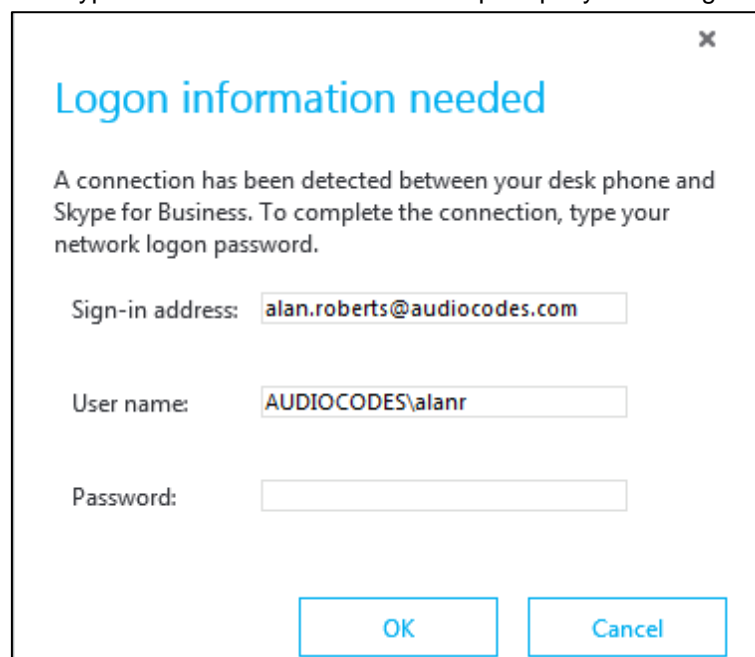 ×
Logon information needed
A connection has been detected between your desk phone and
Skype for Business. To complete the connection, type your
network logon password.
Sign-in address: alan.roberts@audiocodes.com
User name: AUDIOCODES\alanr
Password:
OK Cancel